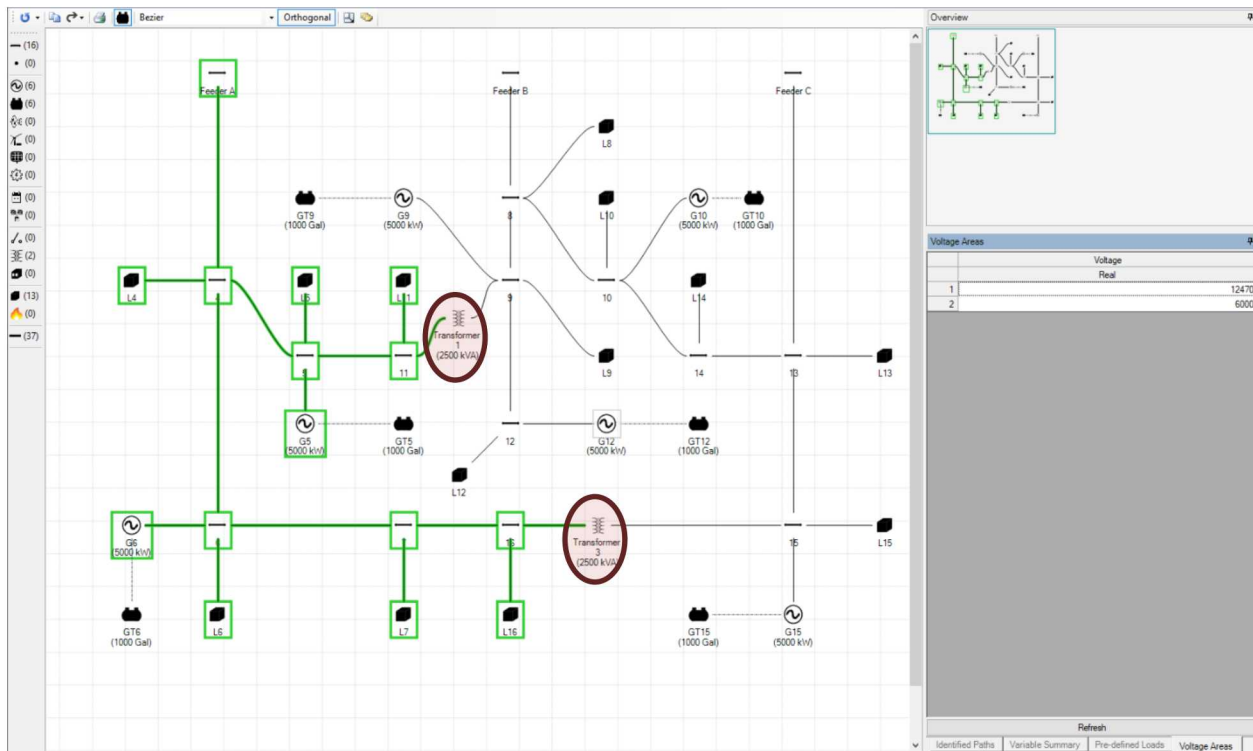 Bezier
Orthogonal
Overview
(16)
(0)
(6)
(6)
(0)
(0)
(0)
(0)
(0)
(0)
(0)
(2)
(0)
(13)
(0)
(37)
Feeder A
Feeder B
Feeder C
L8
GT9
(1000 Gal)
G9
(5000 kW)
8
L10
G10
(5000 kW)
GT10
(1000 Gal)
L4
L11
9
10
L14
Transformer
1
(2500 kVA)
11
L9
14
13
L13
G5
(5000 kW)
GT5
(1000 Gal)
12
G12
(5000 kW)
GT12
(1000 Gal)
L12
G6
(5000 kW)
16
Transformer
3
(2500 kVA)
15
L15
GT6
(1000 Gal)
L6
L7
L16
GT15
(1000 Gal)
G15
(5000 kW)
Voltage Areas
Voltage
Real
1 12470
2 6000
Refresh
Identified Paths Variable Summary Pre-defined Loads Voltage Areas